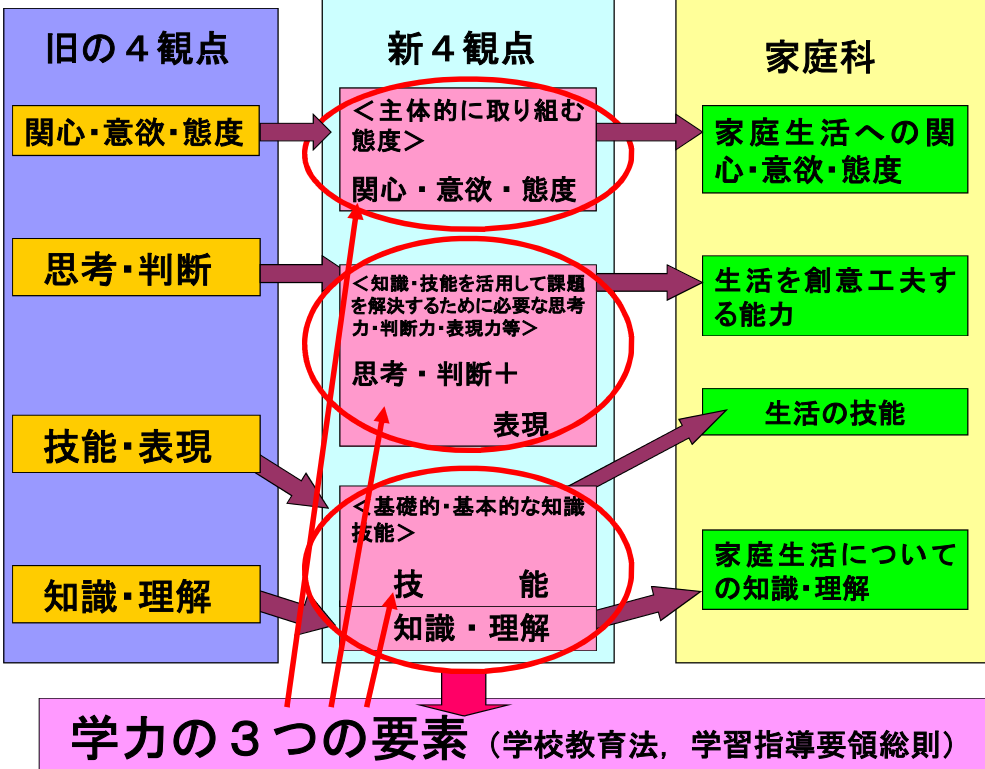 旧の４観点
関心・意欲・態度
思考・判断
技能・表現
知識・理解
新４観点
＜主体的に取り組む
態度＞
関心・意欲・態度
＜知識・技能を活用して課題
を解決するために必要な思考
力・判断力・表現力等＞
思考・判断＋
表現
＜基礎的・基本的な知識
技能＞
技　　　能
知識・理解
家庭科
家庭生活への関
心・意欲・態度
生活を創意工夫す
る能力
生活の技能
家庭生活について
の知識・理解
学力の３つの要素（学校教育法，学習指導要領総則）